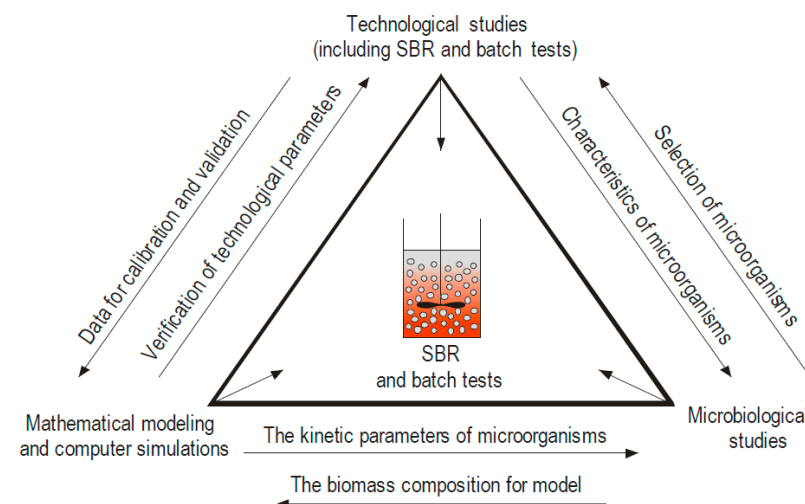 Technological studies
(including SBR and batch tests)
Data for calibration and validation
Verification of technological parameters
Characteristics of microorganisms
Selection of microorganisms
SBR
and batch tests
Mathematical modeling
and computer simulations
Microbiological
studies
The kinetic parameters of microorganisms
The biomass composition for model